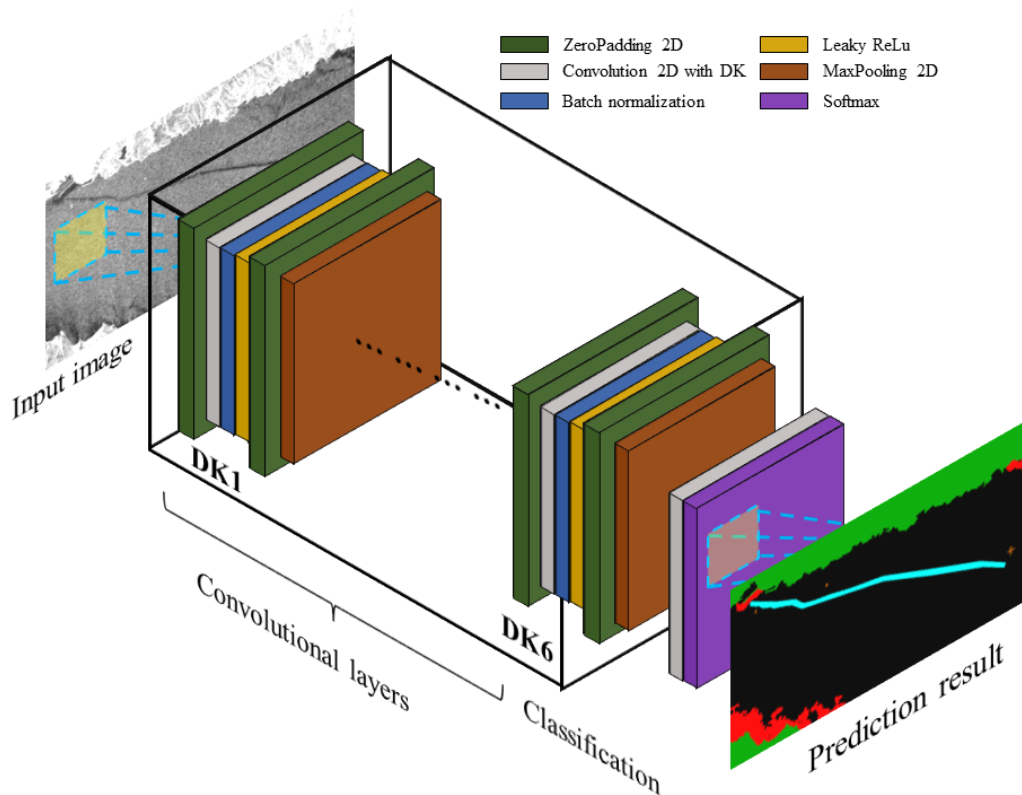 ZeroPadding 2D
Leaky ReLu
Convolution 2D with DK
MaxPooling 2D
Batch normalization
Softmax
Input image
DK1
DK6
Convolutional layers
Classification
Prediction result